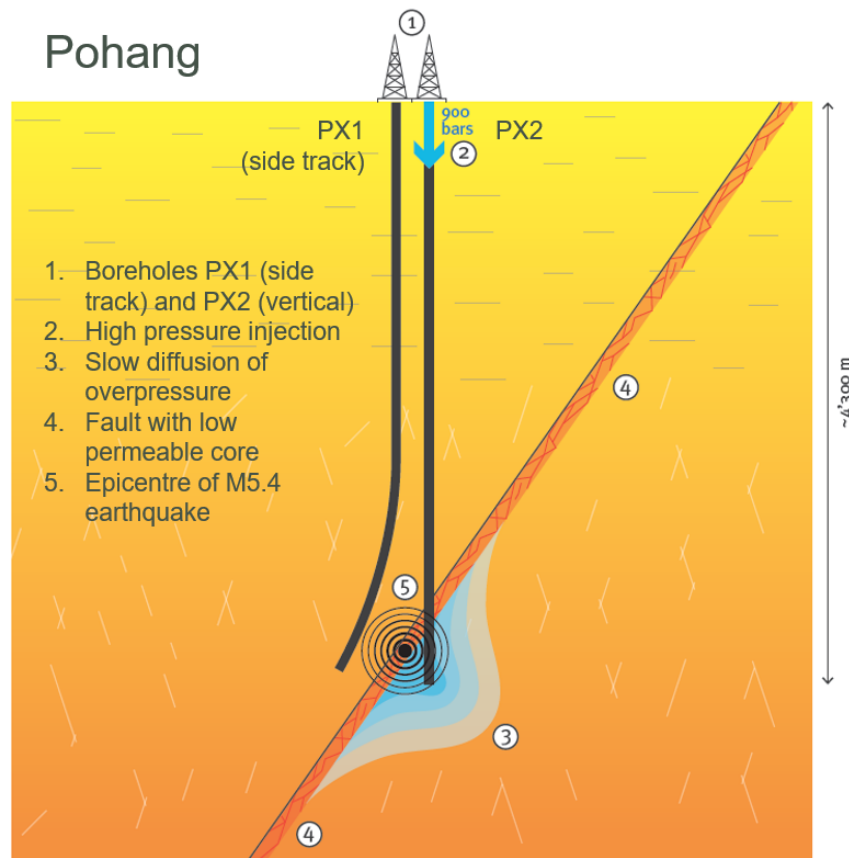 Pohang
1
PX1
(side track)
900
bars
2
PX2
1. Boreholes PX1 (side
track) and PX2 (vertical)
2. High pressure injection
3. Slow diffusion of
overpressure
4. Fault with low
permeable core
5. Epicentre of M5.4
earthquake
4
~4'300 m
5
3
4